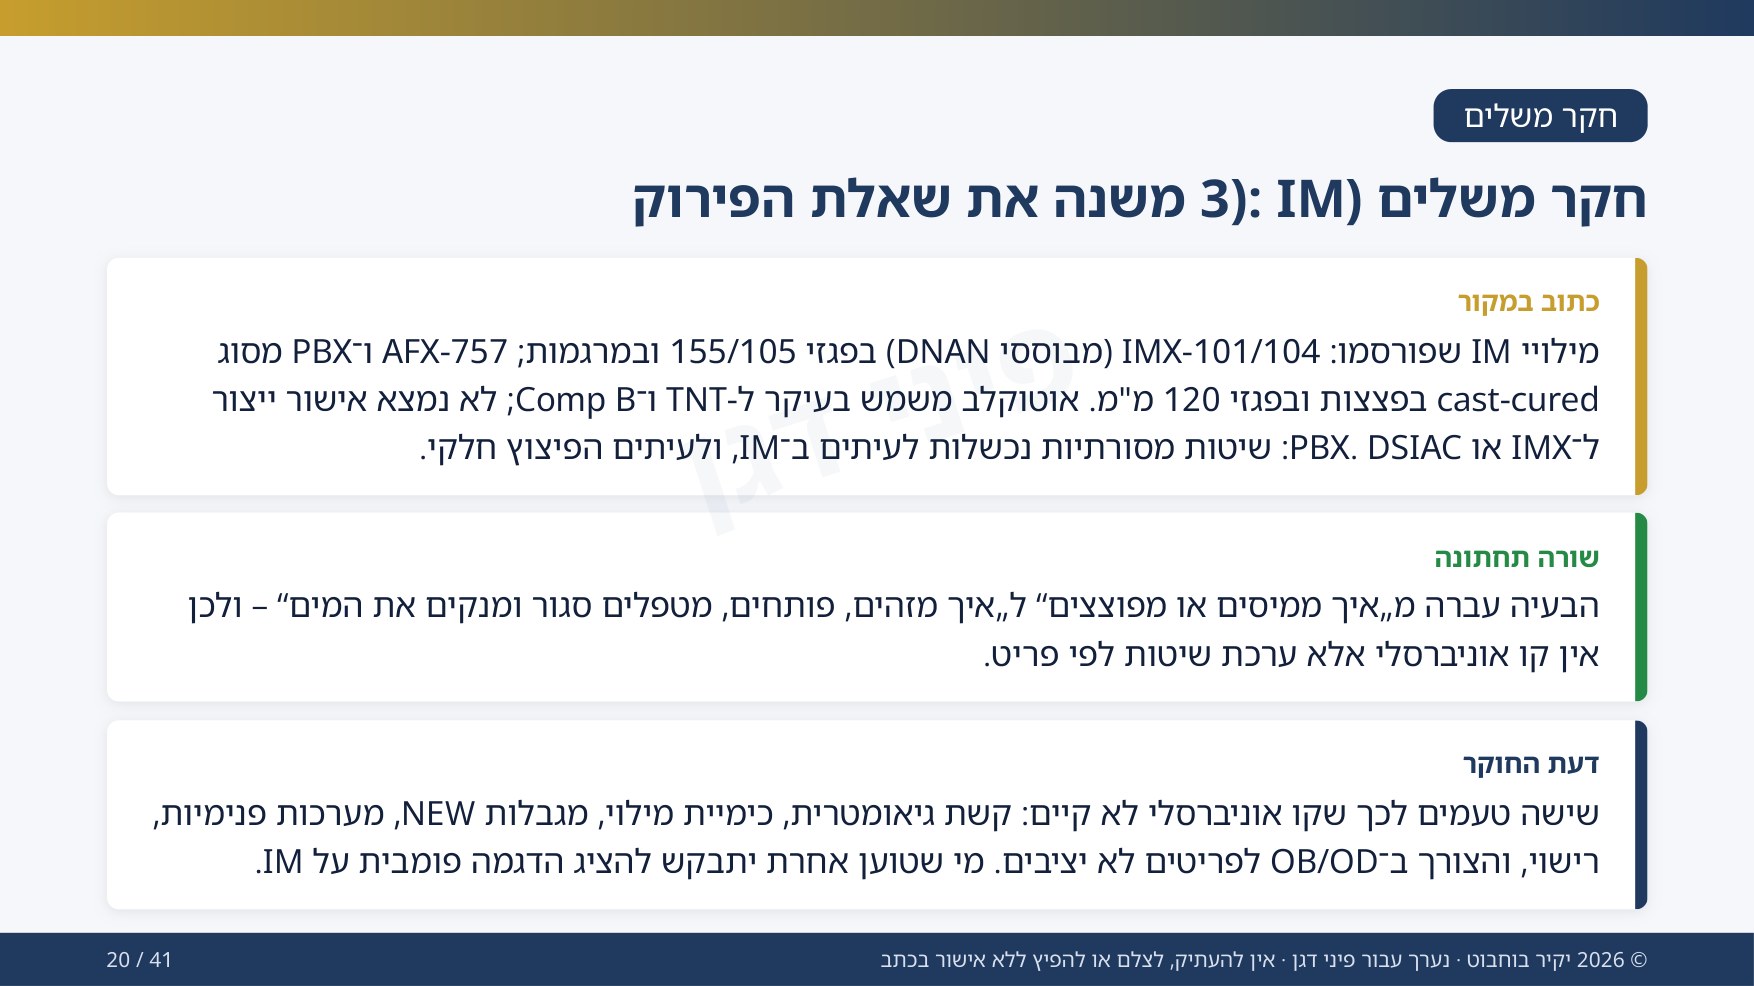 חקר משלים
חקר משלים (3): IM משנה את שאלת הפירוק
כתוב במקור
מילויי IM שפורסמו: IMX-101/104 (מבוססי DNAN) בפגזי 155/105 ובמרגמות; AFX-757 ו־PBX מסוג
cast-cured בפצצות ובפגזי 120 מ"מ. אוטוקלב משמש בעיקר ל-TNT ו־Comp B; לא נמצא אישור ייצור
ל־IMX או PBX. DSIAC: שיטות מסורתיות נכשלות לעיתים ב־IM, ולעיתים הפיצוץ חלקי.
שורה תחתונה
הבעיה עברה מ„איך ממיסים או מפוצצים“ ל„איך מזהים, פותחים, מטפלים סגור ומנקים את המים“ – ולכן
אין קו אוניברסלי אלא ערכת שיטות לפי פריט.
דעת החוקר
שישה טעמים לכך שקו אוניברסלי לא קיים: קשת גיאומטרית, כימיית מילוי, מגבלות NEW, מערכות פנימיות,
רישוי, והצורך ב־OB/OD לפריטים לא יציבים. מי שטוען אחרת יתבקש להציג הדגמה פומבית על IM.
פיני דגן
© 2026 יקיר בוחבוט · נערך עבור פיני דגן · אין להעתיק, לצלם או להפיץ ללא אישור בכתב
20 / 41